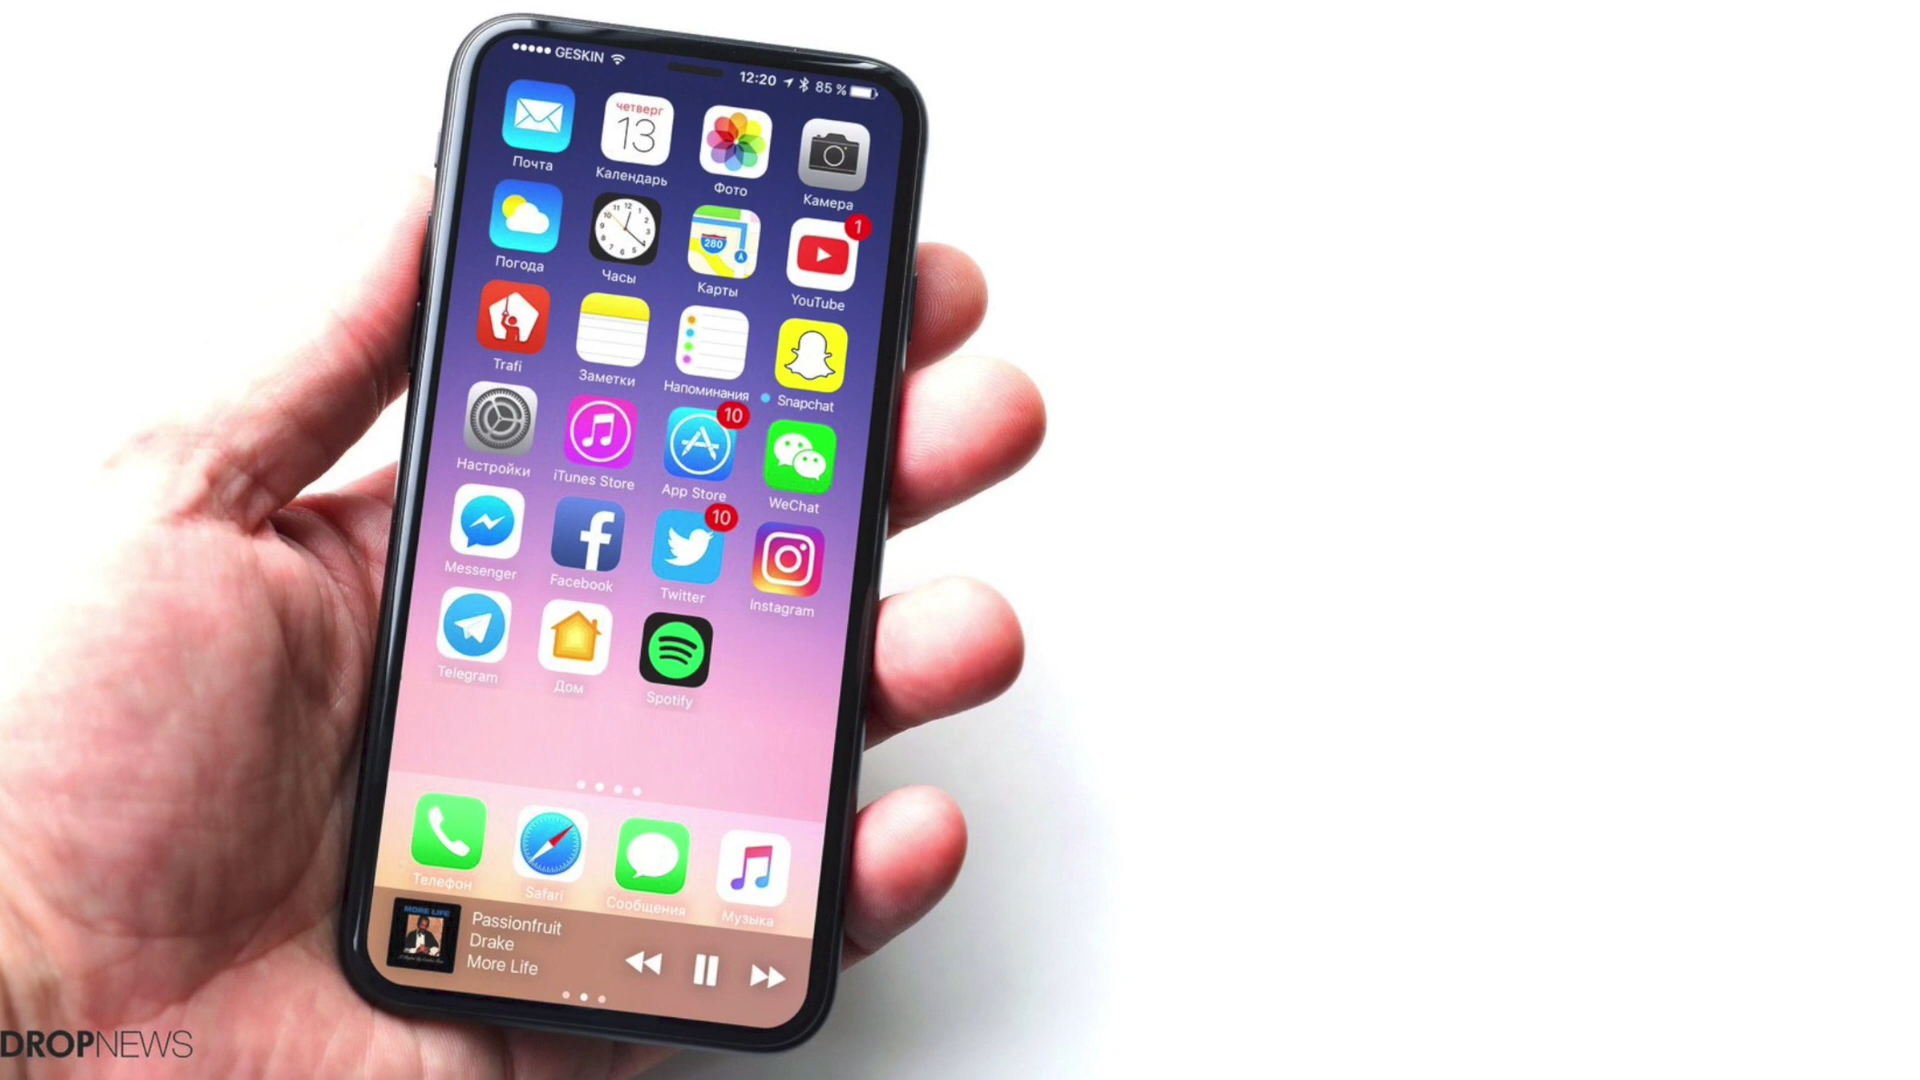 GESKIN 12:20 85 %
четверг
13
Почта Календарь Фото Камера
280
1
Погода Часы Карты YouTube
Trafi Заметки Напоминания Snapchat
10
Настройки iTunes Store App Store WeChat
10
Messenger Facebook Twitter Instagram
Telegram Дом Spotify
Телефон Safari Сообщения Музыка
MORE LIFE
Passionfruit
Drake
More Life
DROPNEWS